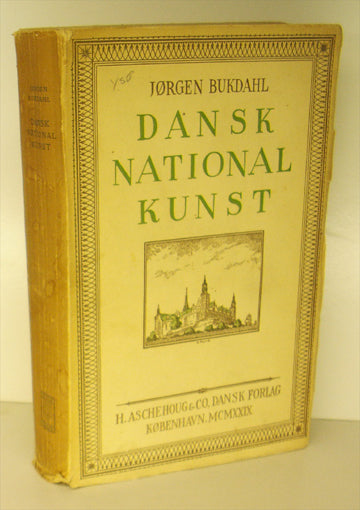 JØRGEN BUKDAHL
DANSK
NATIONAL
KUNST
H. ASCHEHOUG & CO. DANSK FORLAG
KØBENHAVN. MCMXXIX
JØRGEN
BUKDAHL
DANSK
NATIONAL
KUNST